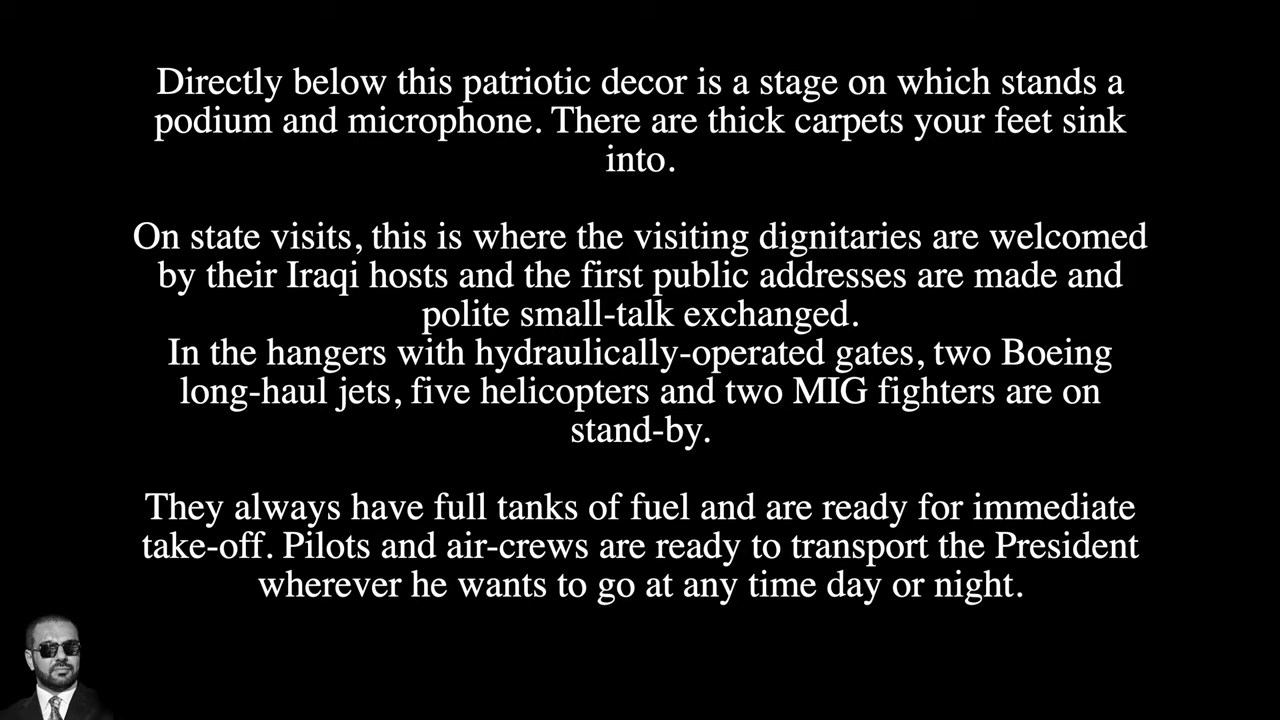 Directly below this patriotic decor is a stage on which stands a
podium and microphone. There are thick carpets your feet sink
into.
On state visits, this is where the visiting dignitaries are welcomed
by their Iraqi hosts and the first public addresses are made and
polite small-talk exchanged.
In the hangers with hydraulically-operated gates, two Boeing
long-haul jets, five helicopters and two MIG fighters are on
stand-by.
They always have full tanks of fuel and are ready for immediate
take-off. Pilots and air-crews are ready to transport the President
wherever he wants to go at any time day or night.